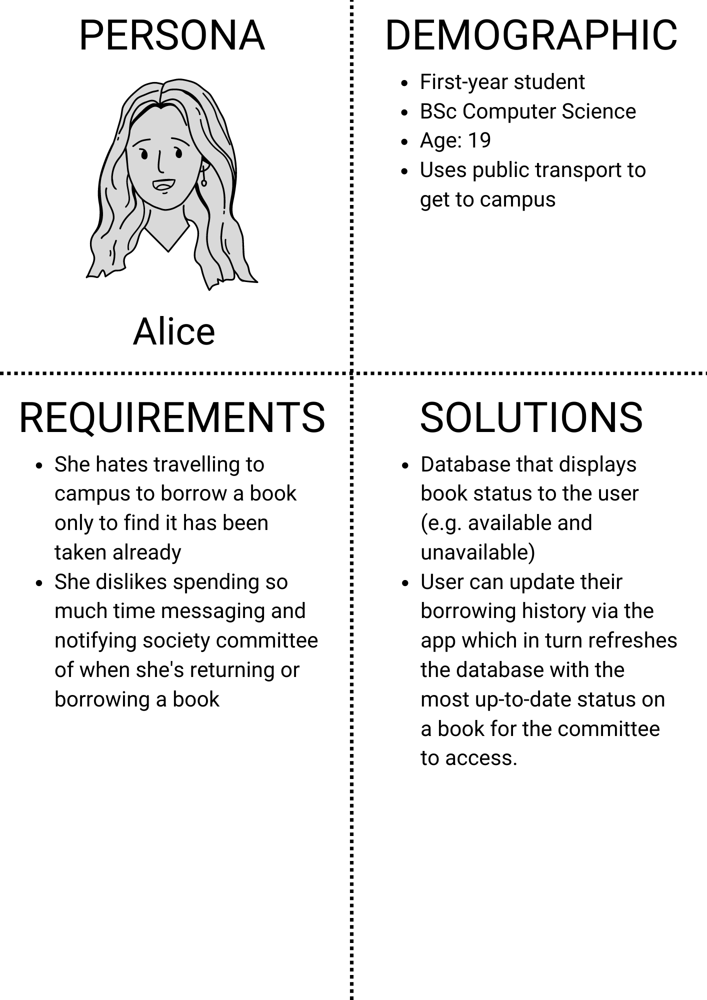 PERSONA
Alice
DEMOGRAPHIC
• First-year student
• BSc Computer Science
• Age: 19
• Uses public transport to
get to campus
REQUIREMENTS
• She hates travelling to
campus to borrow a book
only to find it has been
taken already
• She dislikes spending so
much time messaging and
notifying society committee
of when she's returning or
borrowing a book
SOLUTIONS
• Database that displays
book status to the user
(e.g. available and
unavailable)
• User can update their
borrowing history via the
app which in turn refreshes
the database with the
most up-to-date status on
a book for the committee
to access.